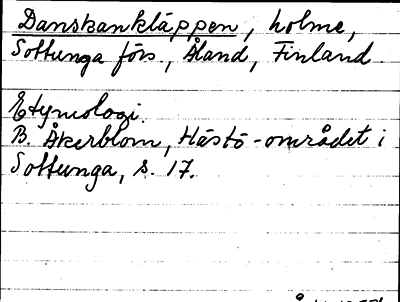 Danskankläppen, holme,
Sottunga förs., Åland, Finland.
Etymologi.
B. Åkerblom, Hästö-området i
Sottunga, s. 17.